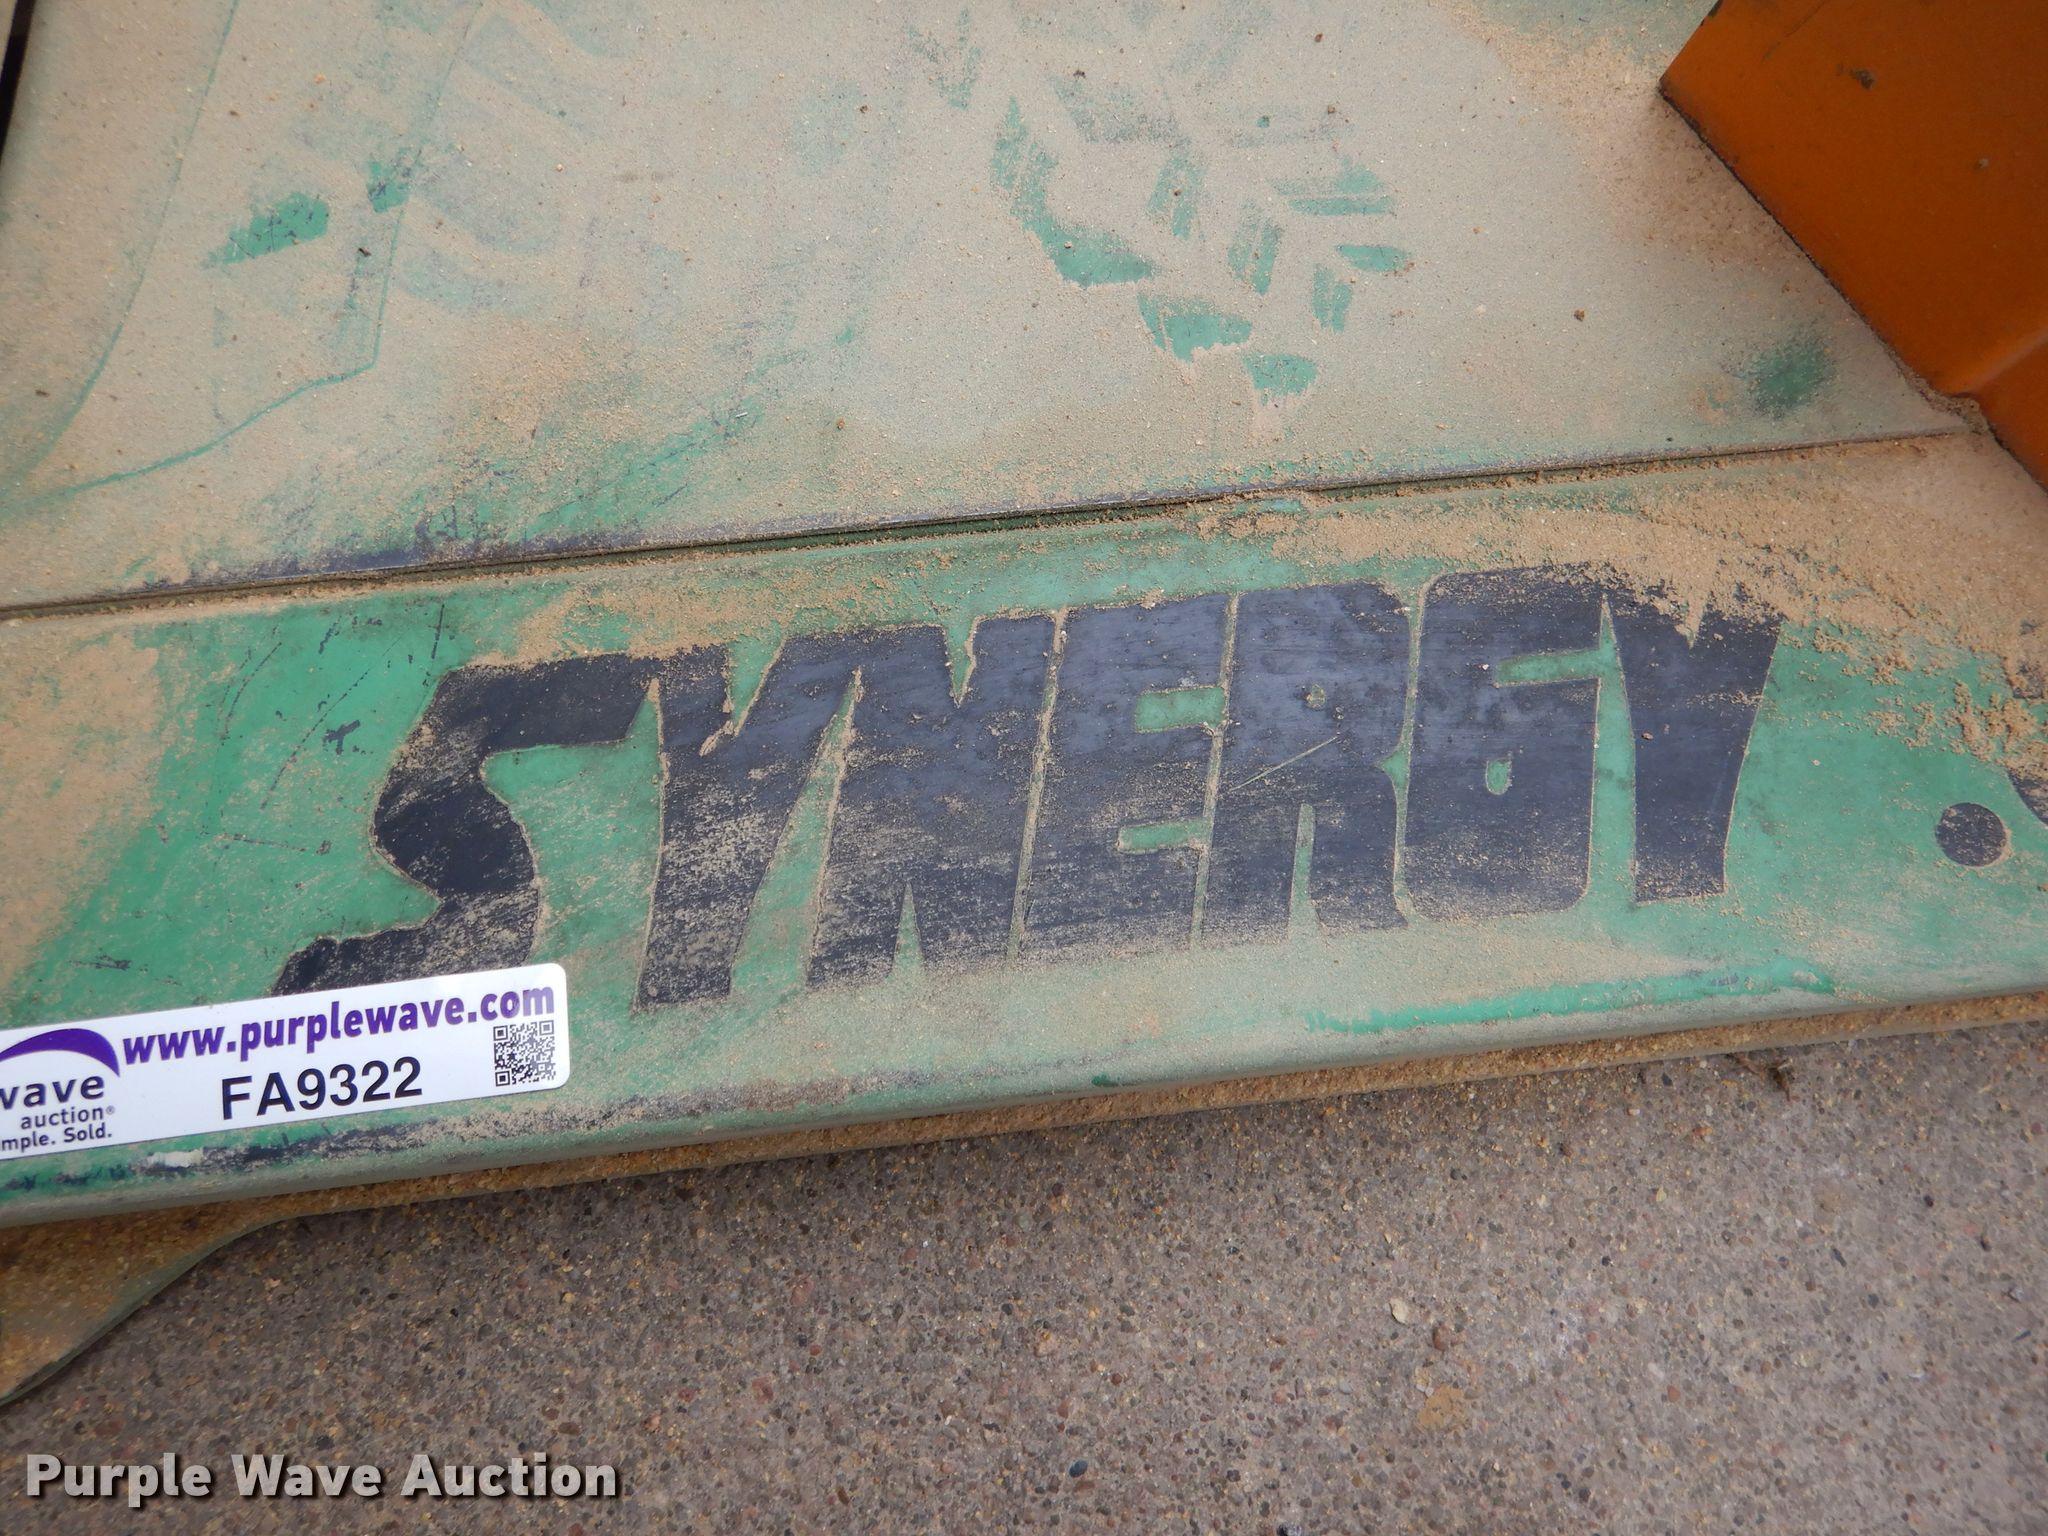 SYNERGY
www.purplewave.com
wave
FA9322
auction®
mple. Sold.
Purple Wave Auction